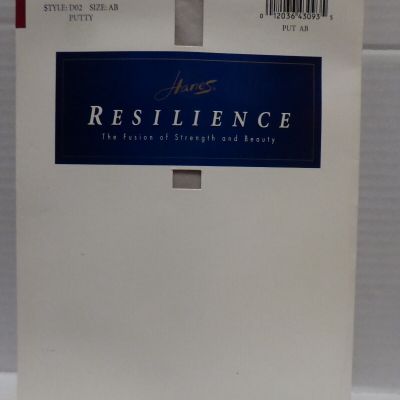 STYLE: D02 SIZE: AB
PUTTY
0 12036 43093 5
PUT AB
Hanes
RESILIENCE
The Fusion of Strength and Beauty